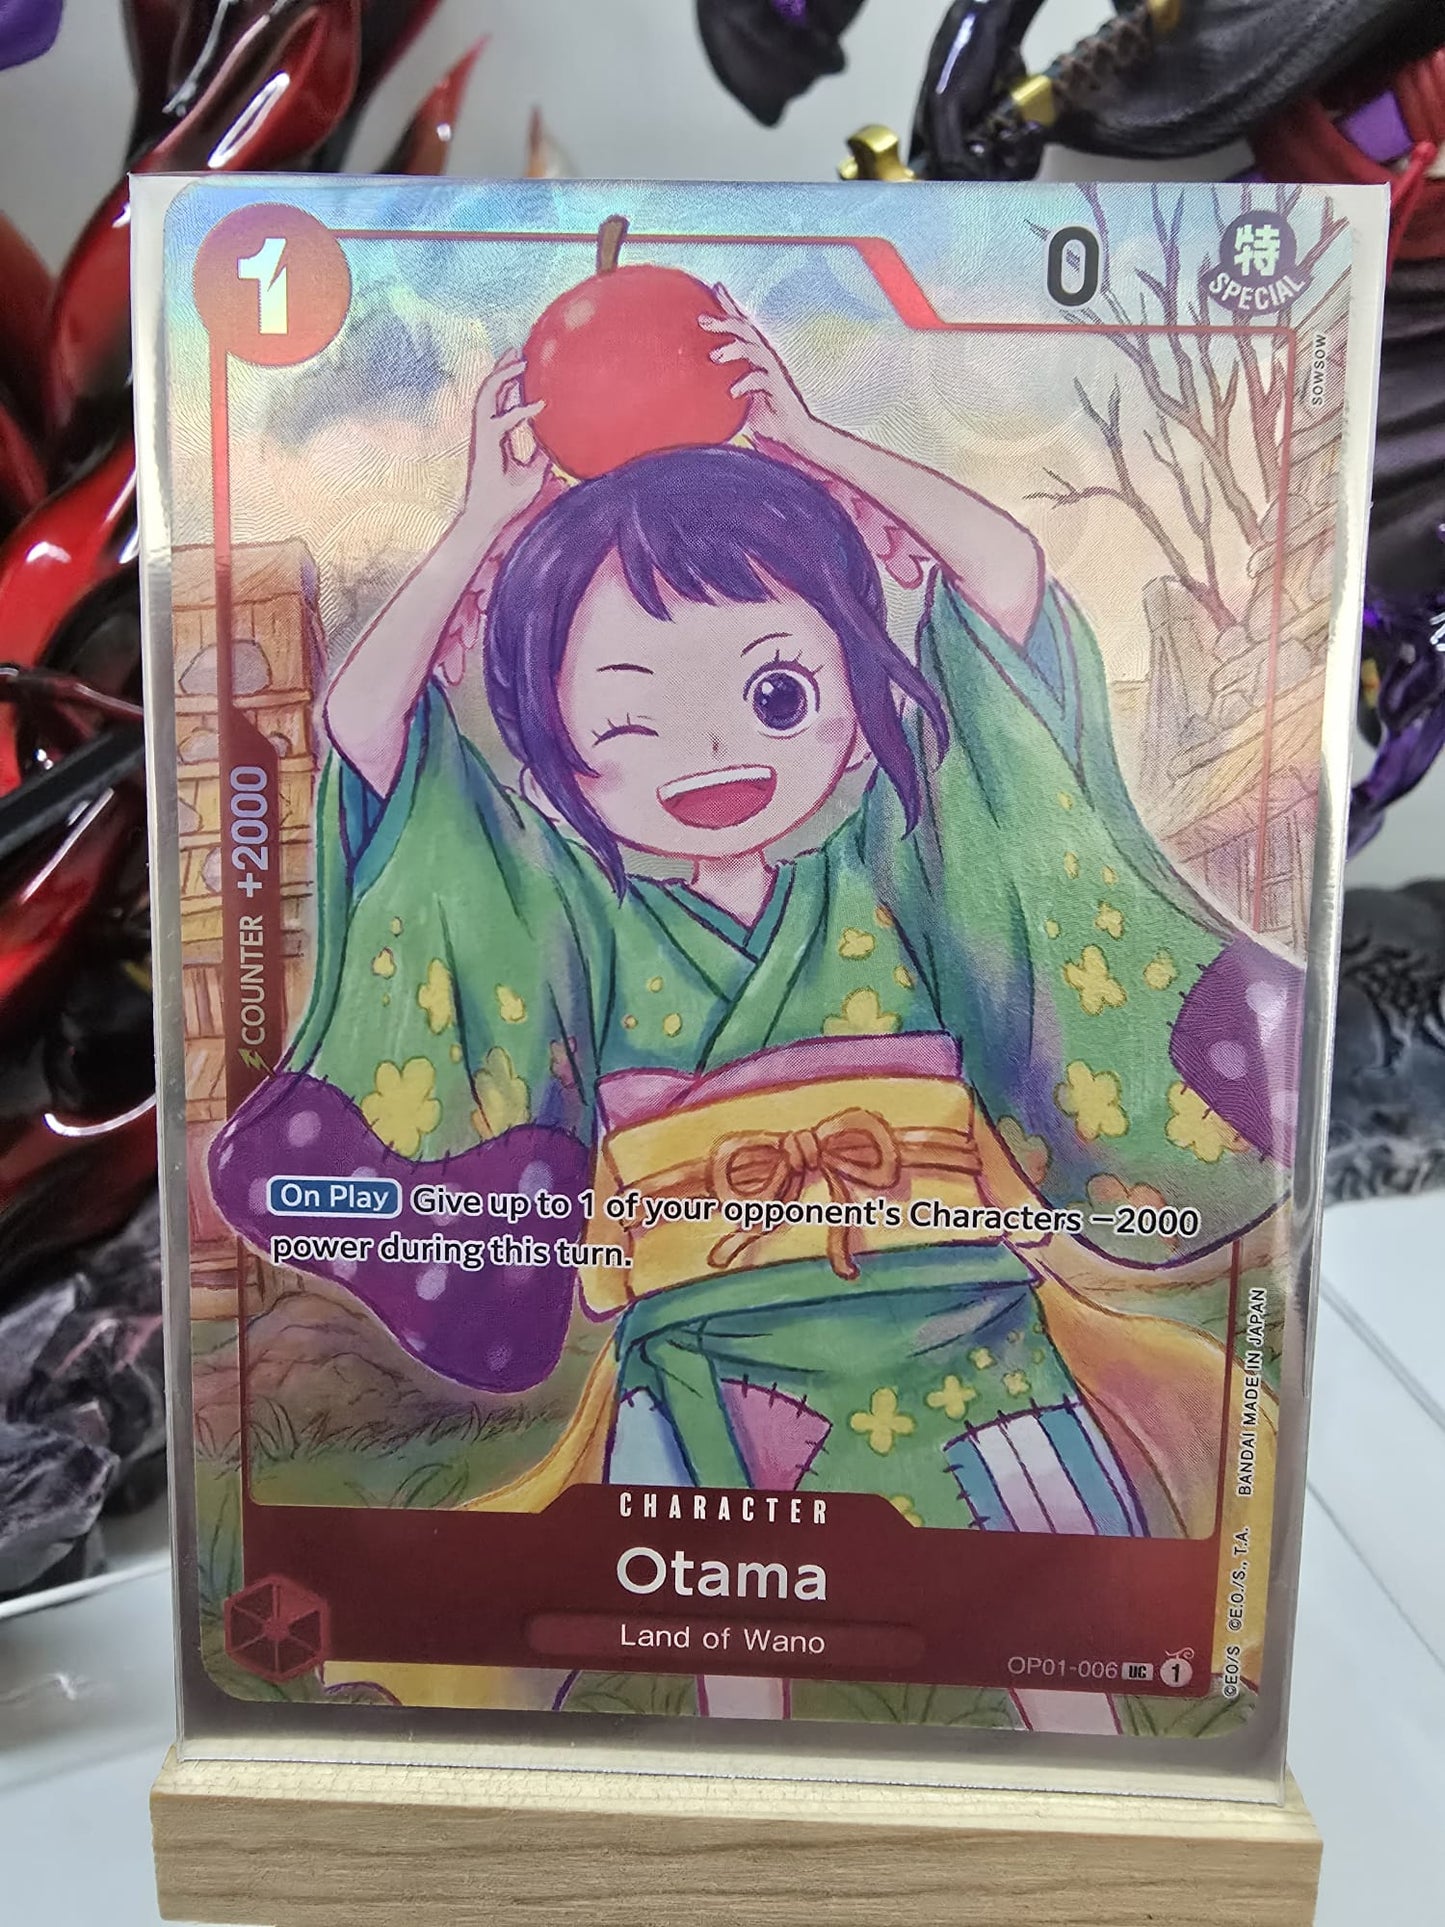 1
0
特
SPECIAL
SOWSOW
COUNTER +2000
On Play Give up to 1 of your opponent's Characters −2000
power during this turn.
CHARACTER
Otama
Land of Wano
OP01-006 UC 1
©EO/S ©E.O./S., T.A. BANDAI MADE IN JAPAN